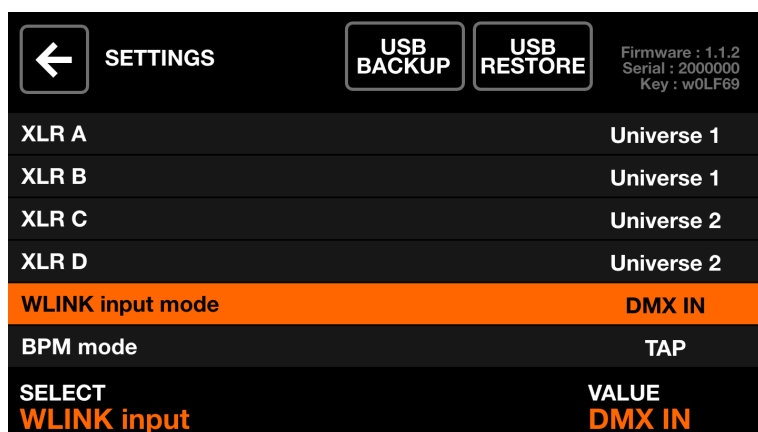 SETTINGS
USB
BACKUP
USB
RESTORE
Firmware : 1.1.2
Serial : 2000000
Key : w0LF69
XLR A Universe 1
XLR B Universe 1
XLR C Universe 2
XLR D Universe 2
WLINK input mode DMX IN
BPM mode TAP
SELECT VALUE
WLINK input DMX IN